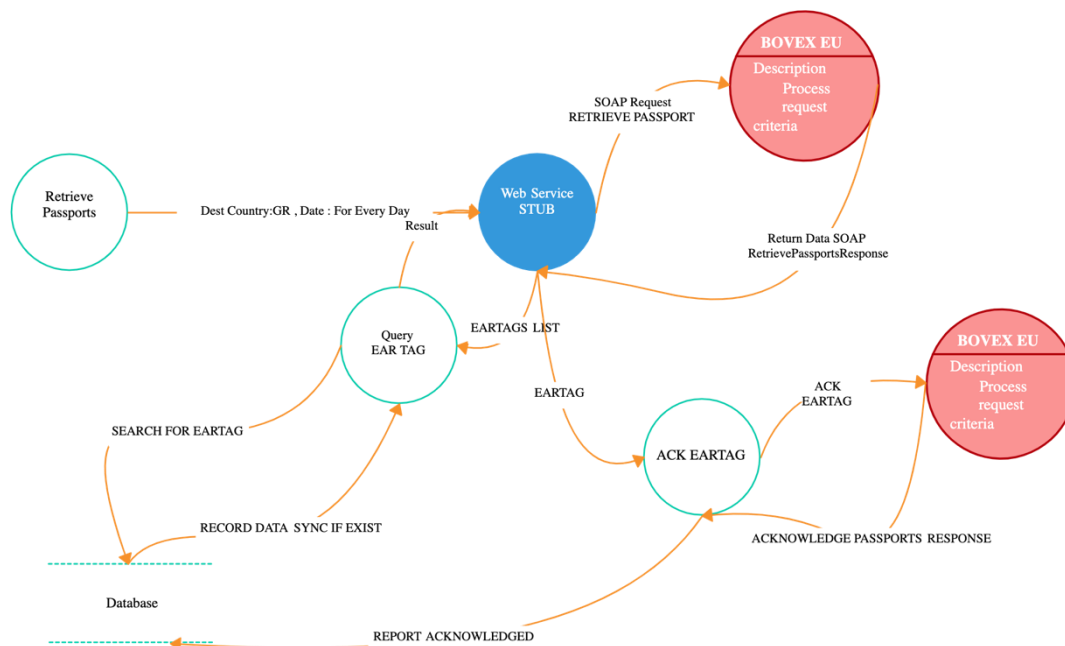 BOVEX EU
Description
Process
request
criteria
SOAP Request
RETRIEVE PASSPORT
Retrieve
Passports
Web Service
STUB
Dest Country:GR , Date : For Every Day
Result
Return Data SOAP
RetrievePassportsResponse
EARTAGS LIST
Query
EAR TAG
BOVEX EU
Description
Process
request
criteria
EARTAG
ACK
EARTAG
SEARCH FOR EARTAG
ACK EARTAG
RECORD DATA SYNC IF EXIST
ACKNOWLEDGE PASSPORTS RESPONSE
Database
REPORT ACKNOWLEDGED